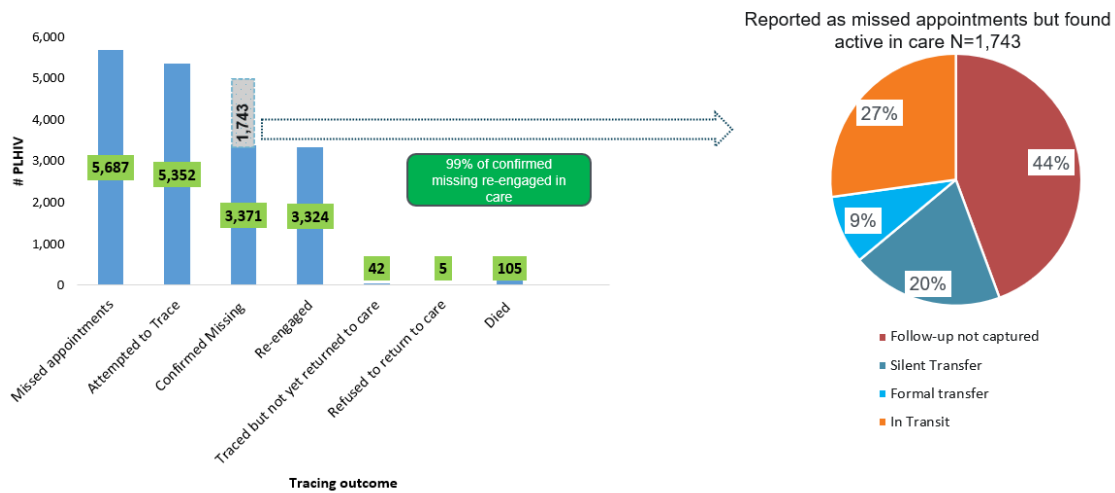 6,000
5,000
4,000
3,000
2,000
1,000
0
# PLHIV
5,687
5,352
1,743
3,371
3,324
42
5
105
99% of confirmed
missing re-engaged in
care
Missed appointments
Attempted to Trace
Confirmed Missing
Re-engaged
Traced but not yet returned to care
Refused to return to care
Died
Tracing outcome
Reported as missed appointments but found
active in care N=1,743
27%
44%
9%
20%
Follow-up not captured
Silent Transfer
Formal transfer
In Transit